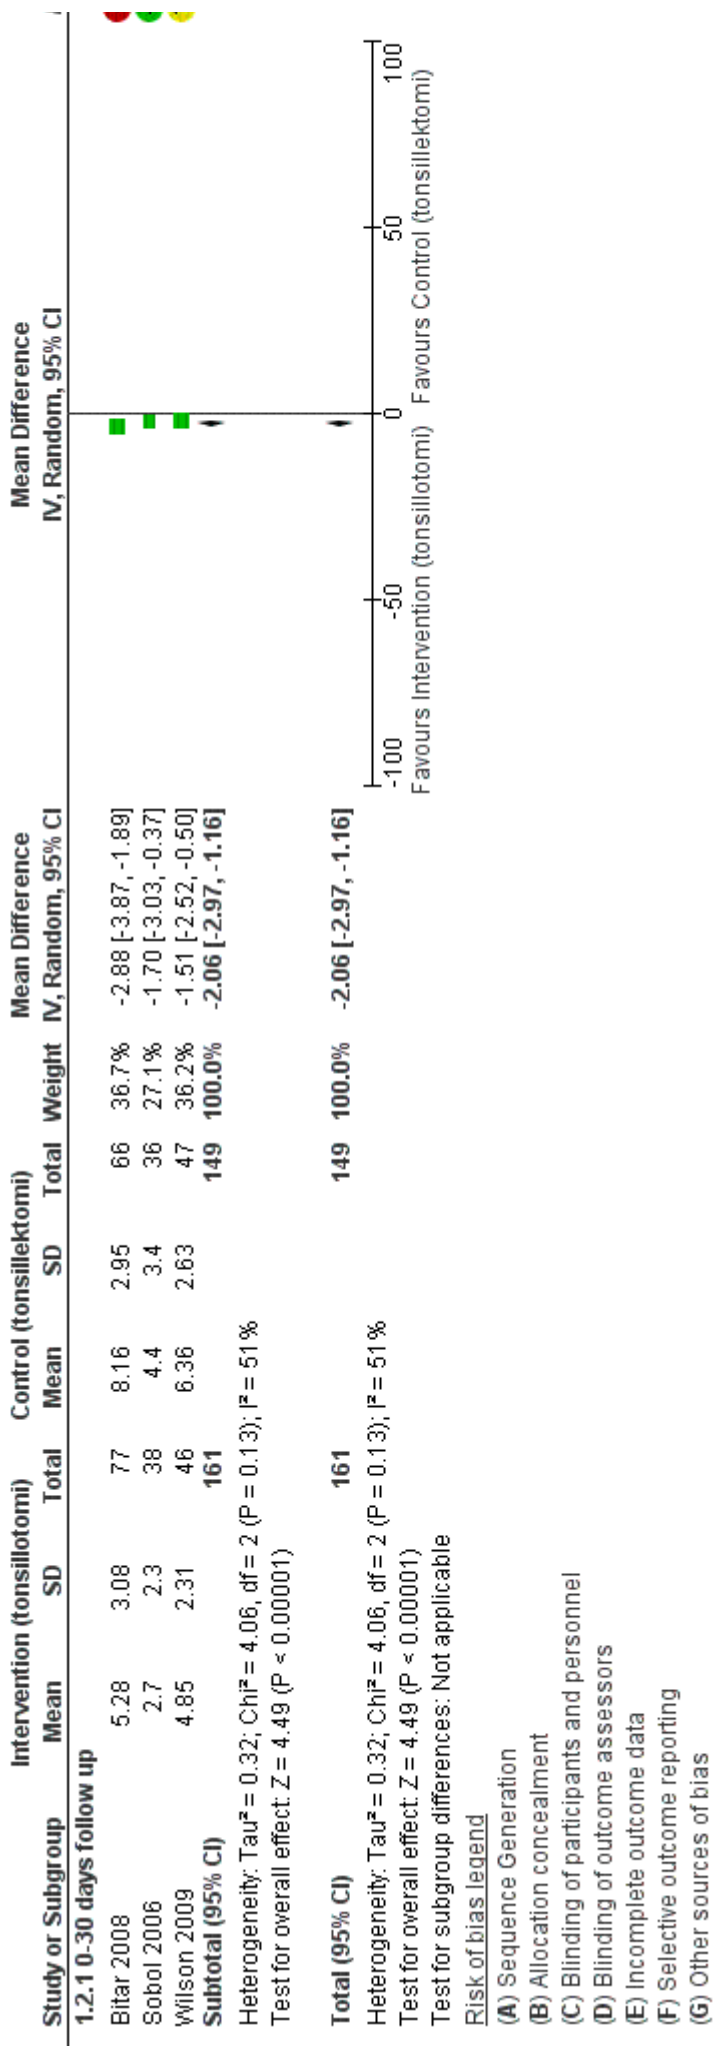 Intervention (tonsillotomi) Control (tonsillektomi) Mean Difference Mean Difference
Study or Subgroup Mean SD Total Mean SD Total Weight IV, Random, 95% CI IV, Random, 95% CI
1.2.1 0-30 days follow up
Bitar 2008 5.28 3.08 77 8.16 2.95 66 36.7% -2.88 [-3.87, -1.89]
Sobol 2006 2.7 2.3 38 4.4 3.4 36 27.1% -1.70 [-3.03, -0.37]
Wilson 2009 4.85 2.31 46 6.36 2.63 47 36.2% -1.51 [-2.52, -0.50]
Subtotal (95% CI) 161 149 100.0% -2.06 [-2.97, -1.16]
Heterogeneity: Tau² = 0.32; Chi² = 4.06, df = 2 (P = 0.13); I² = 51%
Test for overall effect: Z = 4.49 (P < 0.00001)
Total (95% CI) 161 149 100.0% -2.06 [-2.97, -1.16]
Heterogeneity: Tau² = 0.32; Chi² = 4.06, df = 2 (P = 0.13); I² = 51%
Test for overall effect: Z = 4.49 (P < 0.00001)
Test for subgroup differences: Not applicable
-100 -50 0 50 100
Favours Intervention (tonsillotomi) Favours Control (tonsillektomi)
Risk of bias legend
(A) Sequence Generation
(B) Allocation concealment
(C) Blinding of participants and personnel
(D) Blinding of outcome assessors
(E) Incomplete outcome data
(F) Selective outcome reporting
(G) Other sources of bias